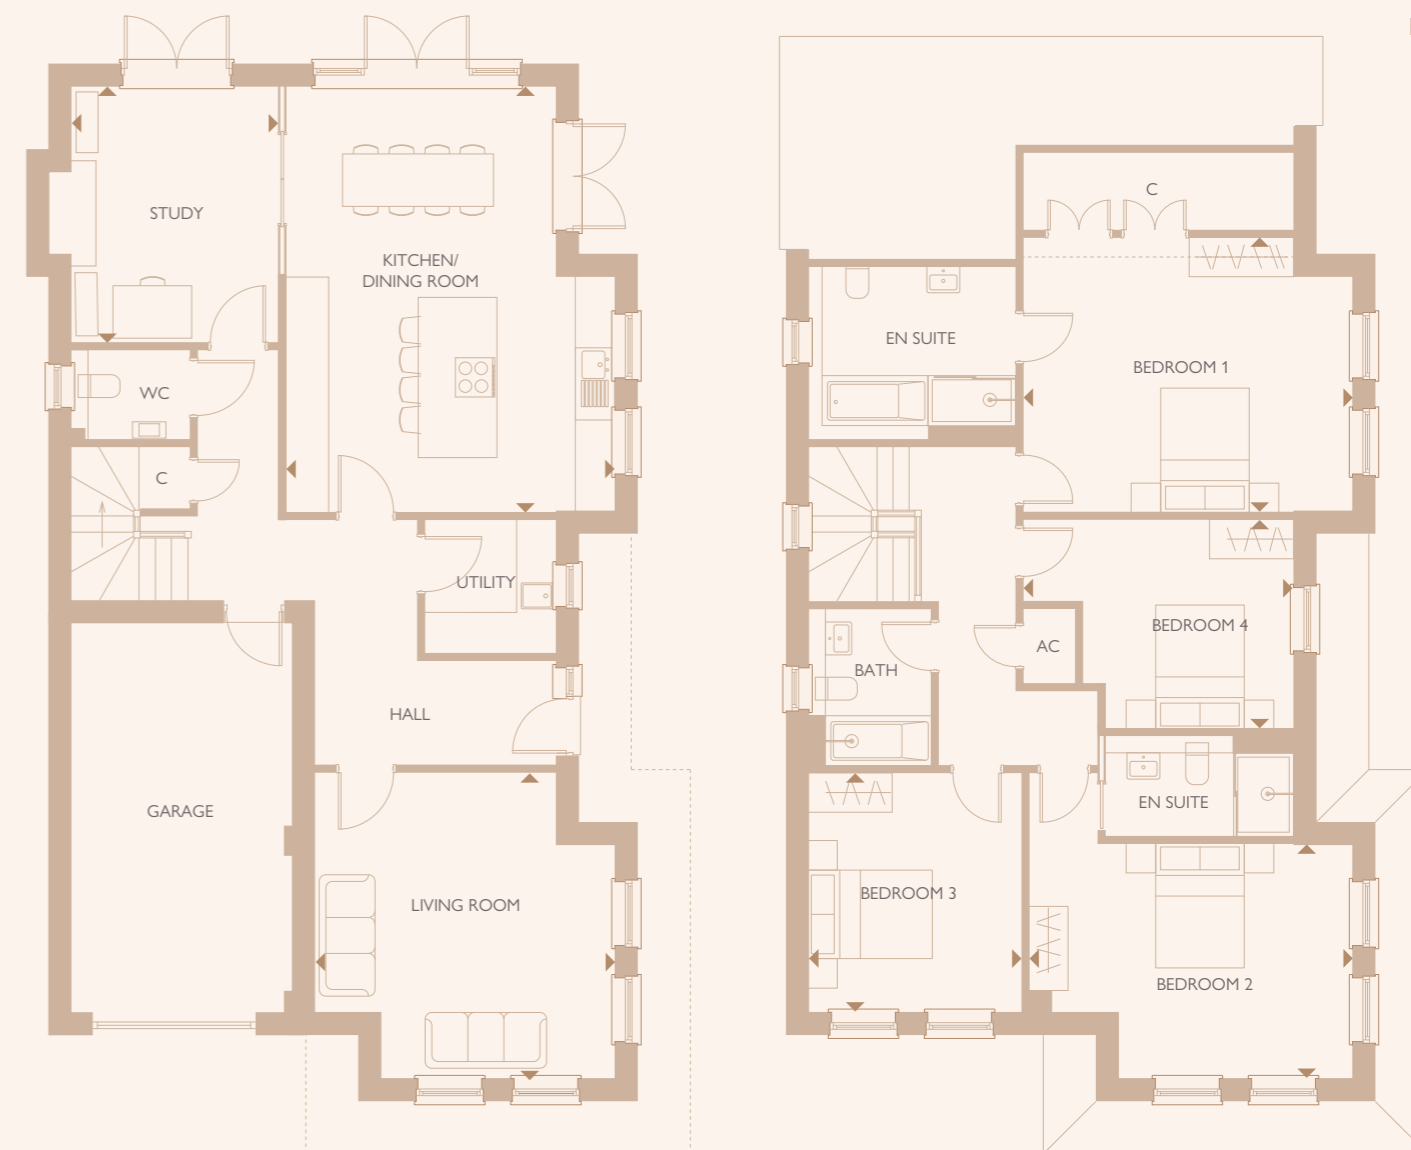 STUDY
KITCHEN/
DINING ROOM
WC
C
UTILITY
HALL
GARAGE
LIVING ROOM
C
EN SUITE
BEDROOM 1
BEDROOM 4
AC
BATH
EN SUITE
BEDROOM 3
BEDROOM 2